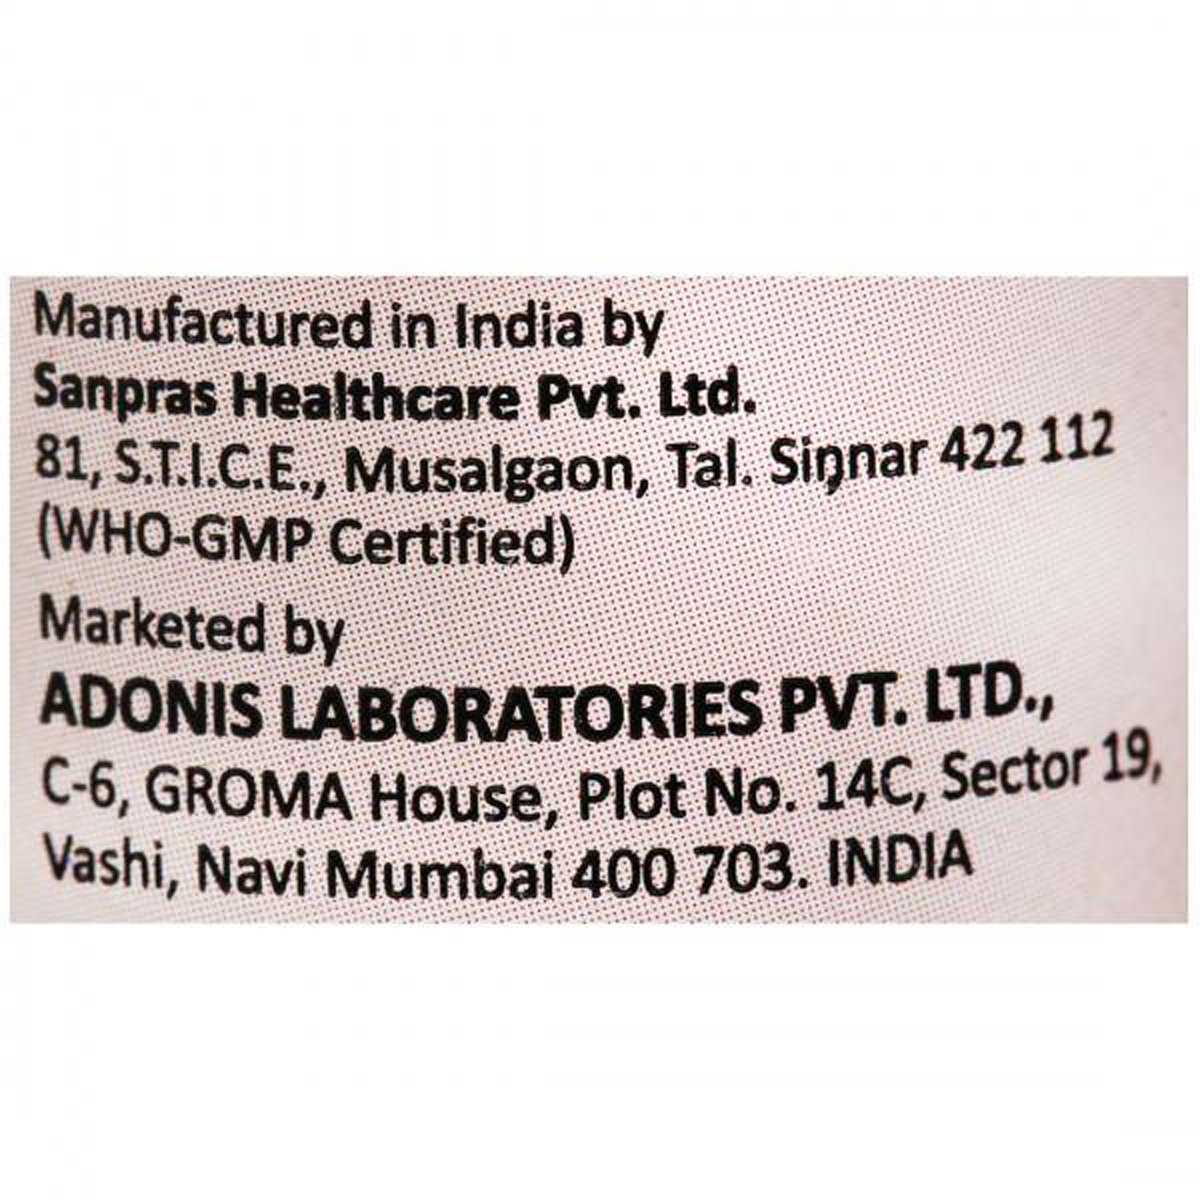 Manufactured in India by
Sanpras Healthcare Pvt. Ltd.
81, S.T.I.C.E., Musalgaon, Tal. Sinnar 422 112
(WHO-GMP Certified)
Marketed by
ADONIS LABORATORIES PVT. LTD.,
C-6, GROMA House, Plot No. 14C, Sector 19,
Vashi, Navi Mumbai 400 703. INDIA